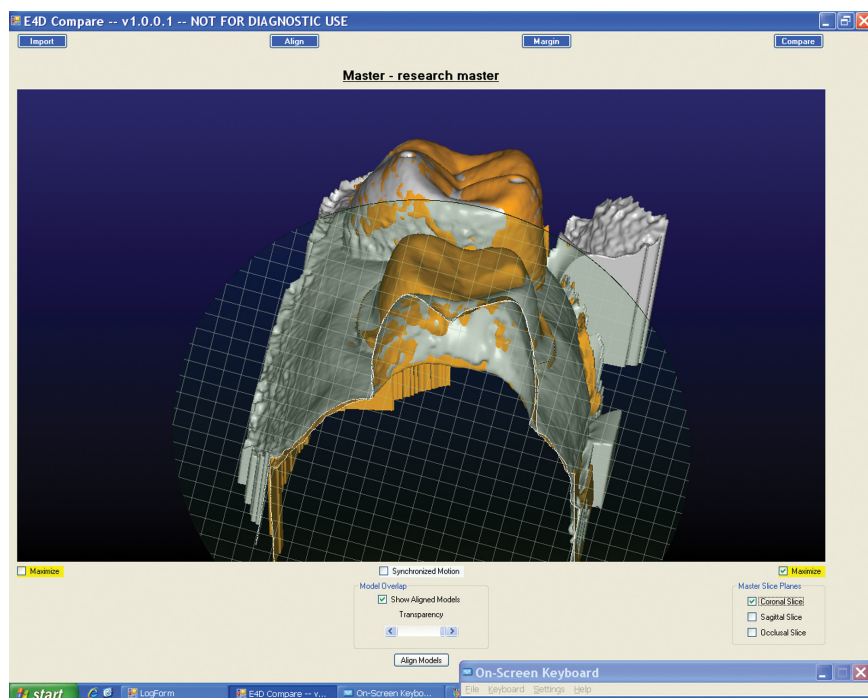 E4D Compare -- v1.0.0.1 -- NOT FOR DIAGNOSTIC USE
Import Align Margin Compare
Master - research master
Maximize Synchronized Motion Maximize
Model Overlap Master Slice Planes
Show Aligned Models Coronal Slice
Transparency Sagittal Slice
Occlusal Slice
Align Models
On-Screen Keyboard
File Keyboard Settings Help
start LogForm E4D Compare -- v... On-Screen Keybo...